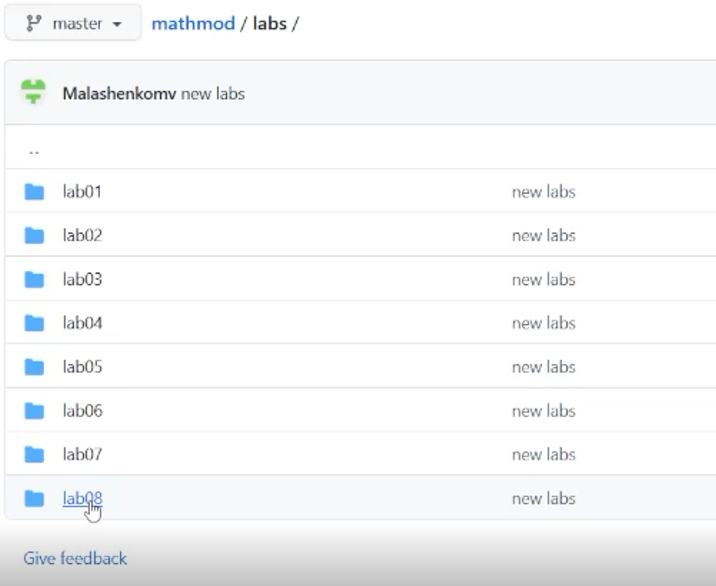 master mathmod / labs /
Malashenkomv new labs
..
lab01 new labs
lab02 new labs
lab03 new labs
lab04 new labs
lab05 new labs
lab06 new labs
lab07 new labs
lab08 new labs
Give feedback